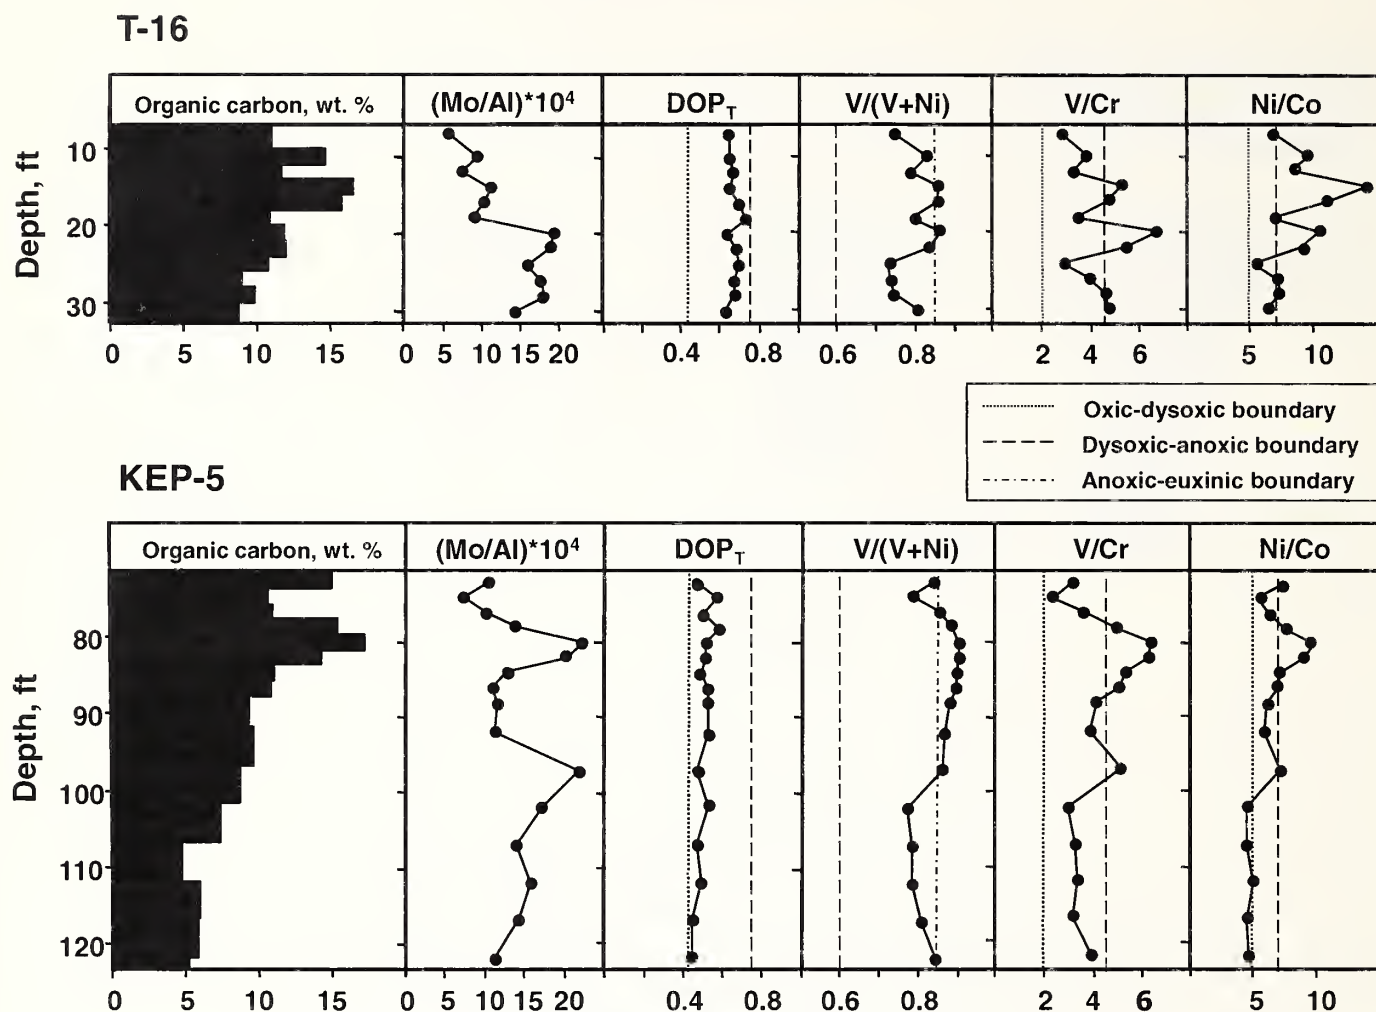 T-16
Organic carbon, wt. % (Mo/Al)*10⁴ DOP_T V/(V+Ni) V/Cr Ni/Co
Depth, ft
10
20
30
0 5 10 15 0 5 10 15 20 0.4 0.8 0.6 0.8 2 4 6 5 10
Oxic-dysoxic boundary
Dysoxic-anoxic boundary
Anoxic-euxinic boundary
KEP-5
Organic carbon, wt. % (Mo/Al)*10⁴ DOP_T V/(V+Ni) V/Cr Ni/Co
Depth, ft
80
90
100
110
120
0 5 10 15 0 5 10 15 20 0.4 0.8 0.6 0.8 2 4 6 5 10